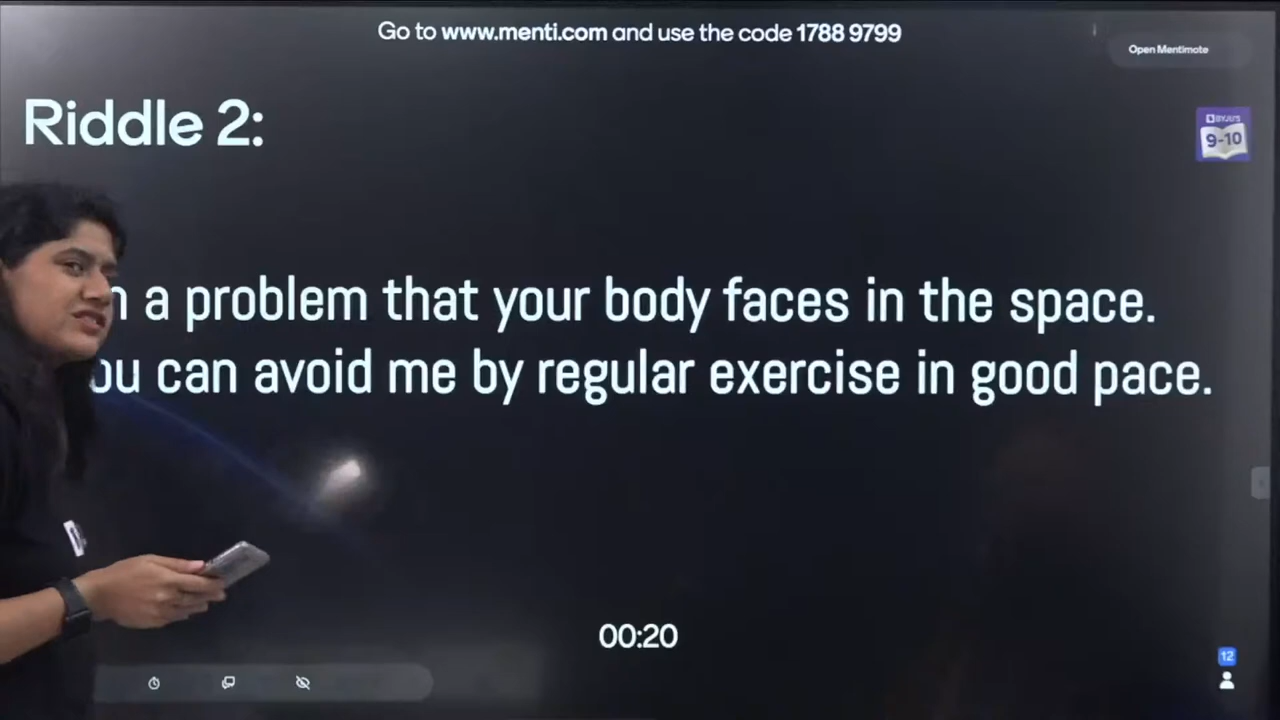 Go to www.menti.com and use the code 1788 9799
Open Mentimote
BYJU'S
9-10
Riddle 2:
a problem that your body faces in the space.
can avoid me by regular exercise in good pace.
00:20
12